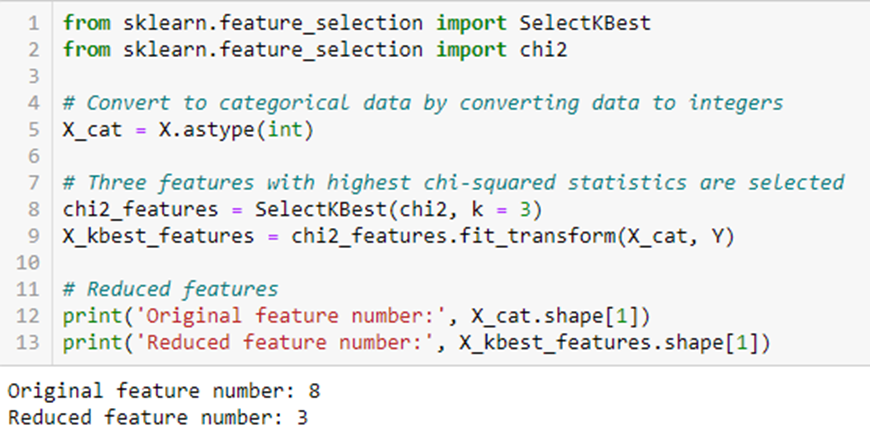 1 from sklearn.feature_selection import SelectKBest
2 from sklearn.feature_selection import chi2
3
4 # Convert to categorical data by converting data to integers
5 X_cat = X.astype(int)
6
7 # Three features with highest chi-squared statistics are selected
8 chi2_features = SelectKBest(chi2, k = 3)
9 X_kbest_features = chi2_features.fit_transform(X_cat, Y)
10
11 # Reduced features
12 print('Original feature number:', X_cat.shape[1])
13 print('Reduced feature number:', X_kbest_features.shape[1])
Original feature number: 8
Reduced feature number: 3